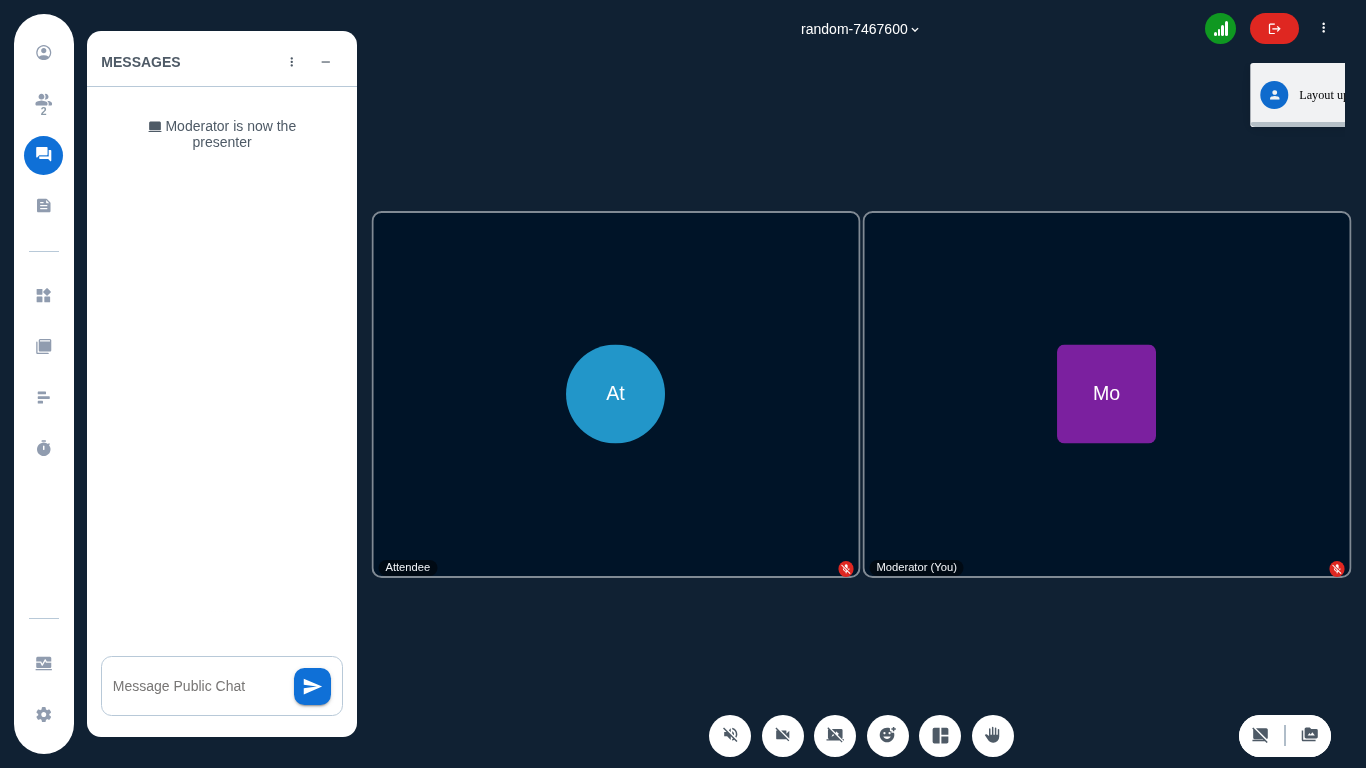 random-7467600
MESSAGES
2
Moderator is now the
presenter
Layout
At
Mo
Attendee
Moderator (You)
Message Public Chat